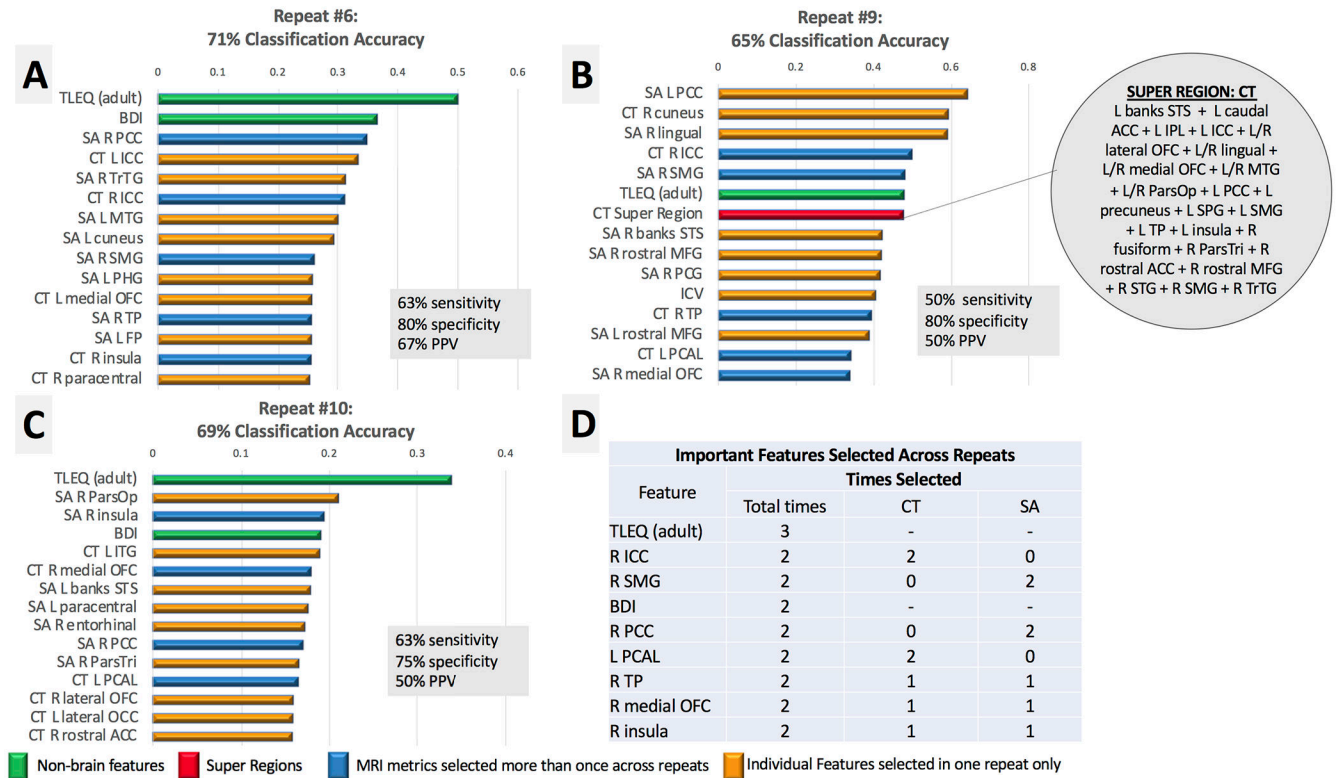 Repeat #6:
71% Classification Accuracy
A
0 0.1 0.2 0.3 0.4 0.5 0.6
TLEQ (adult)
BDI
SA R PCC
CT L ICC
SA R TrTG
CT R ICC
SA L MTG
SA L cuneus
SA R SMG
SA L PHG
CT L medial OFC
SA R TP
SA L FP
CT R insula
CT R paracentral
63% sensitivity
80% specificity
67% PPV
Repeat #9:
65% Classification Accuracy
B
0 0.2 0.4 0.6 0.8
SA L PCC
CT R cuneus
SA R lingual
CT R ICC
SA R SMG
TLEQ (adult)
CT Super Region
SA R banks STS
SA R rostral MFG
SA R PCG
ICV
CT R TP
SA L rostral MFG
CT L PCAL
SA R medial OFC
50% sensitivity
80% specificity
50% PPV
SUPER REGION: CT
L banks STS + L caudal
ACC + L IPL + L ICC + L/R
lateral OFC + L/R lingual +
L/R medial OFC + L/R MTG
+ L/R ParsOp + L PCC + L
precuneus + L SPG + L SMG
+ L TP + L insula + R
fusiform + R ParsTri + R
rostral ACC + R rostral MFG
+ R STG + R SMG + R TrTG
Repeat #10:
69% Classification Accuracy
C
0 0.1 0.2 0.3 0.4
TLEQ (adult)
SA R ParsOp
SA R insula
BDI
CT L ITG
CT R medial OFC
SA L banks STS
SA L paracentral
SA R entorhinal
SA R PCC
SA R ParsTri
CT L PCAL
CT R lateral OFC
CT L lateral OCC
CT R rostral ACC
63% sensitivity
75% specificity
50% PPV
D
Important Features Selected Across Repeats
Feature Times Selected
Total times CT SA
TLEQ (adult) 3 - -
R ICC 2 2 0
R SMG 2 0 2
BDI 2 - -
R PCC 2 0 2
L PCAL 2 2 0
R TP 2 1 1
R medial OFC 2 1 1
R insula 2 1 1
Non-brain features Super Regions MRI metrics selected more than once across repeats Individual Features selected in one repeat only